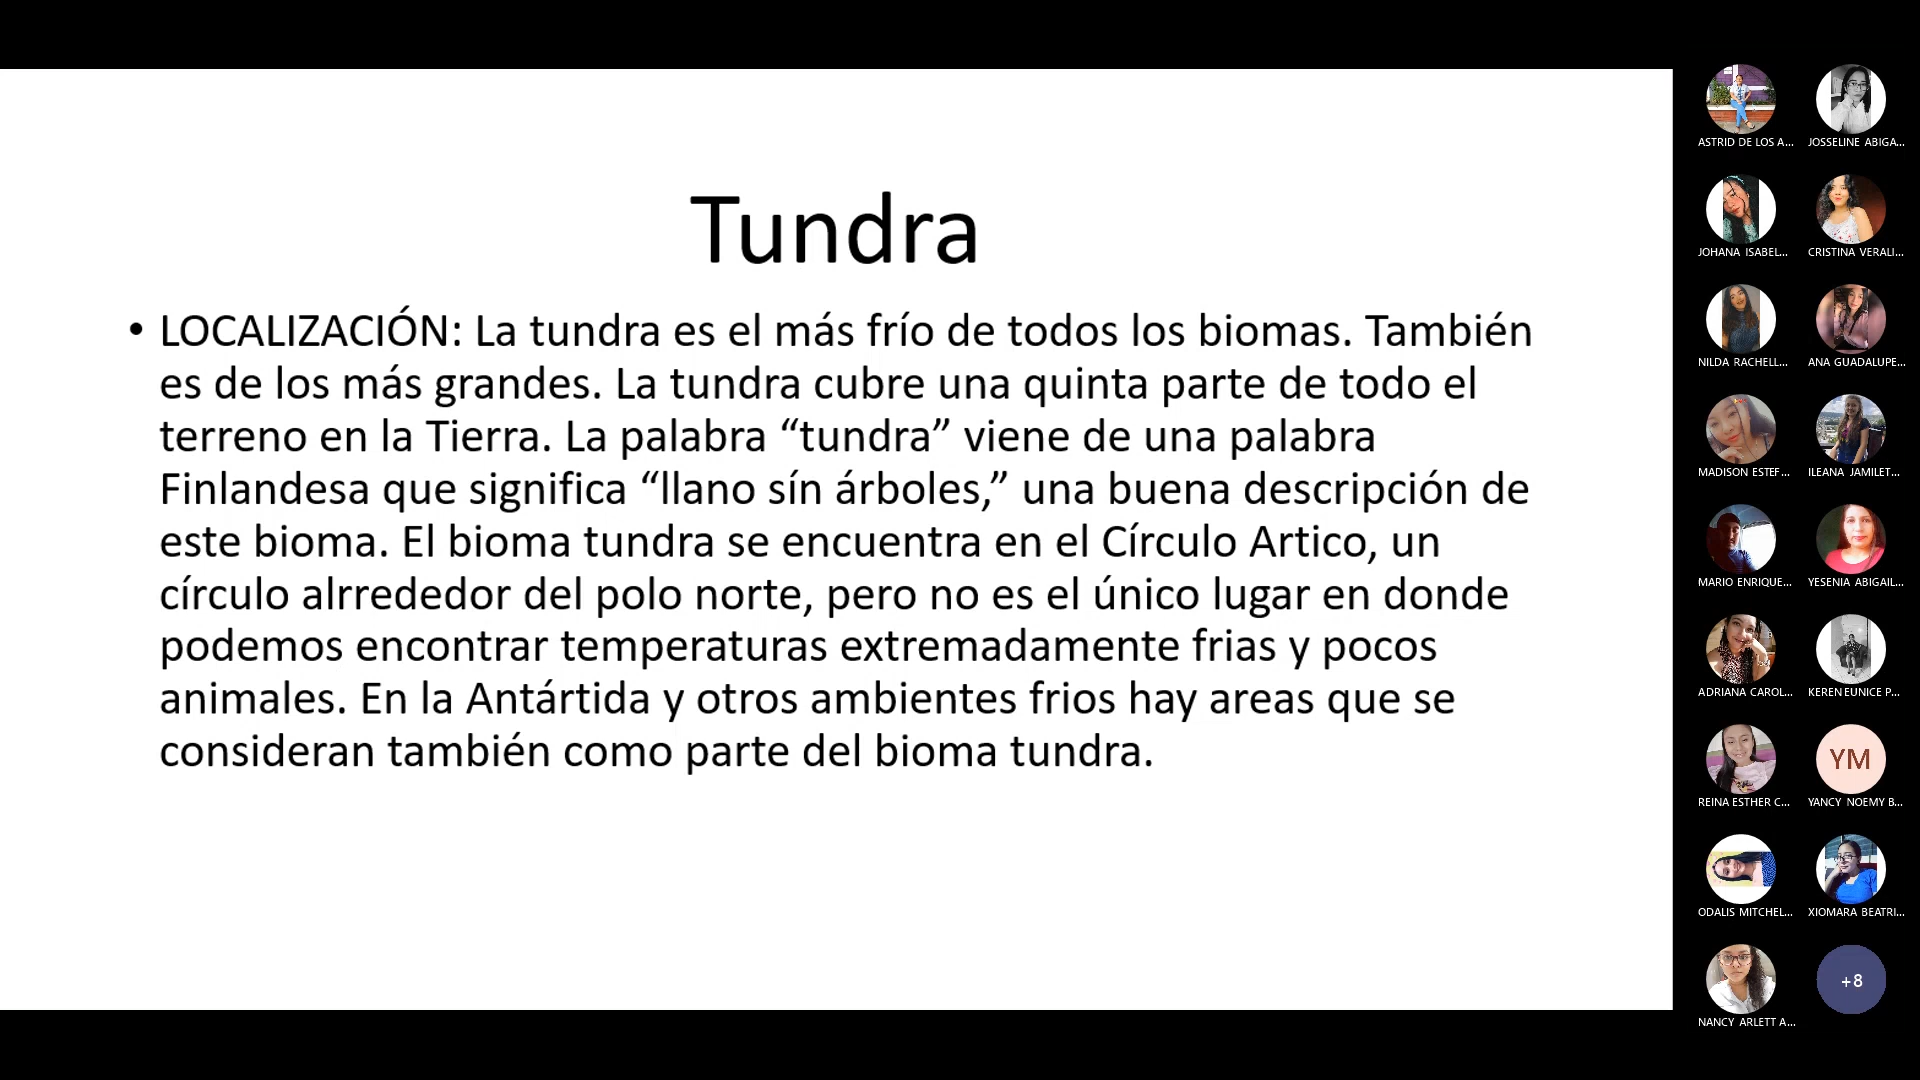 Tundra
• LOCALIZACIÓN: La tundra es el más frío de todos los biomas. También
es de los más grandes. La tundra cubre una quinta parte de todo el
terreno en la Tierra. La palabra “tundra” viene de una palabra
Finlandesa que significa “llano sín árboles,” una buena descripción de
este bioma. El bioma tundra se encuentra en el Círculo Artico, un
círculo alrrededor del polo norte, pero no es el único lugar en donde
podemos encontrar temperaturas extremadamente frias y pocos
animales. En la Antártida y otros ambientes frios hay areas que se
consideran también como parte del bioma tundra.
ASTRID DE LOS A...
JOSSELINE ABIGA...
JOHANA ISABEL...
CRISTINA VERALI...
NILDA RACHELL...
ANA GUADALUPE...
MADISON ESTEF...
ILEANA JAMILET...
MARIO ENRIQUE...
YESENIA ABIGAIL...
ADRIANA CAROL...
KEREN EUNICE P...
REINA ESTHER C...
YM
YANCY NOEMY B...
ODALIS MITCHEL...
XIOMARA BEATRI...
NANCY ARLETT A...
+8